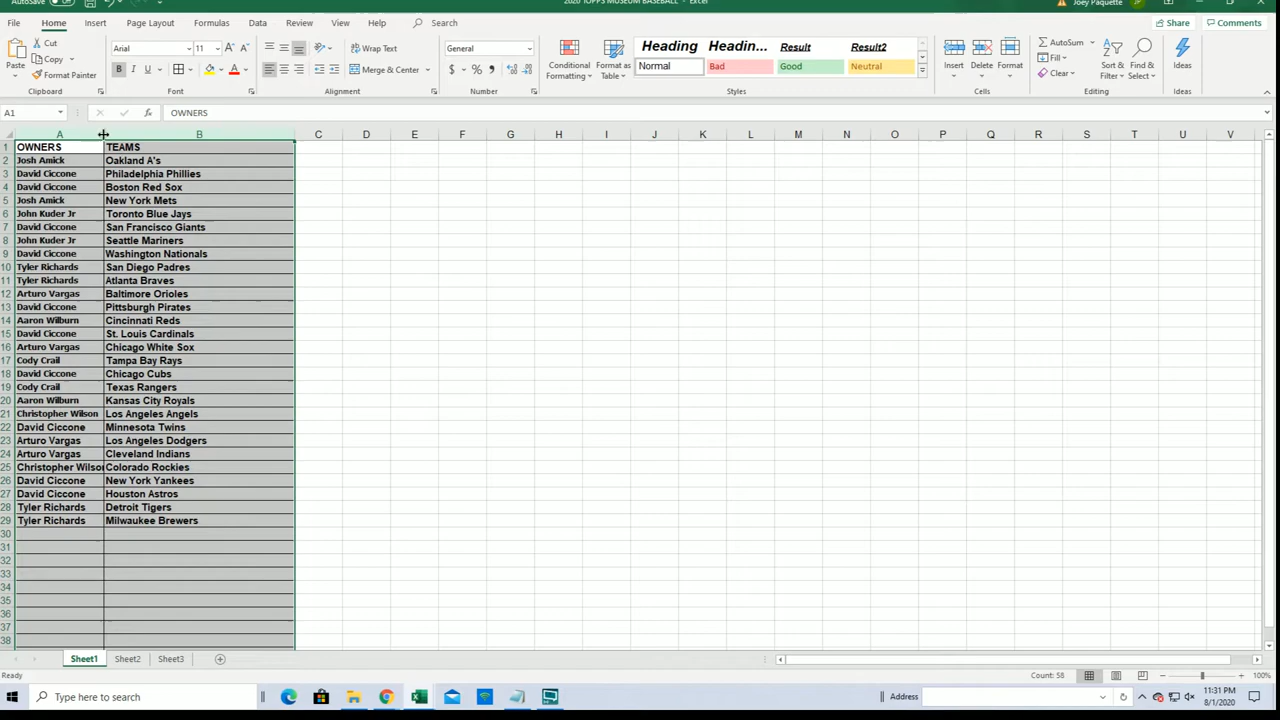 AutoSave
2020 TOPPS MUSEUM BASEBALL - Excel
Joey Paquette
JP
File Home Insert Page Layout Formulas Data Review View Help Search Share Comments
Paste Cut Arial 11 Wrap Text General Conditional Format as Heading Headin... Result Result2 Insert Delete Format AutoSum Sort & Find & Ideas
Copy Merge & Center Formatting Table Normal Bad Good Neutral Fill Filter Select
Format Painter Clear
Clipboard Font Alignment Number Styles Cells Editing Ideas
A1 OWNERS
A B C D E F G H I J K L M N O P Q R S T U V
1 OWNERS TEAMS
2 Josh Amick Oakland A's
3 David Ciccone Philadelphia Phillies
4 David Ciccone Boston Red Sox
5 Josh Amick New York Mets
6 John Kuder Jr Toronto Blue Jays
7 David Ciccone San Francisco Giants
8 John Kuder Jr Seattle Mariners
9 David Ciccone Washington Nationals
10 Tyler Richards San Diego Padres
11 Tyler Richards Atlanta Braves
12 Arturo Vargas Baltimore Orioles
13 David Ciccone Pittsburgh Pirates
14 Aaron Wilburn Cincinnati Reds
15 David Ciccone St. Louis Cardinals
16 Arturo Vargas Chicago White Sox
17 Cody Crail Tampa Bay Rays
18 David Ciccone Chicago Cubs
19 Cody Crail Texas Rangers
20 Aaron Wilburn Kansas City Royals
21 Christopher Wilson Los Angeles Angels
22 David Ciccone Minnesota Twins
23 Arturo Vargas Los Angeles Dodgers
24 Arturo Vargas Cleveland Indians
25 Christopher Wilson Colorado Rockies
26 David Ciccone New York Yankees
27 David Ciccone Houston Astros
28 Tyler Richards Detroit Tigers
29 Tyler Richards Milwaukee Brewers
30
31
32
33
34
35
36
37
38
Sheet1 Sheet2 Sheet3
Ready Count: 58 100%
Type here to search Address 11:31 PM
8/1/2020